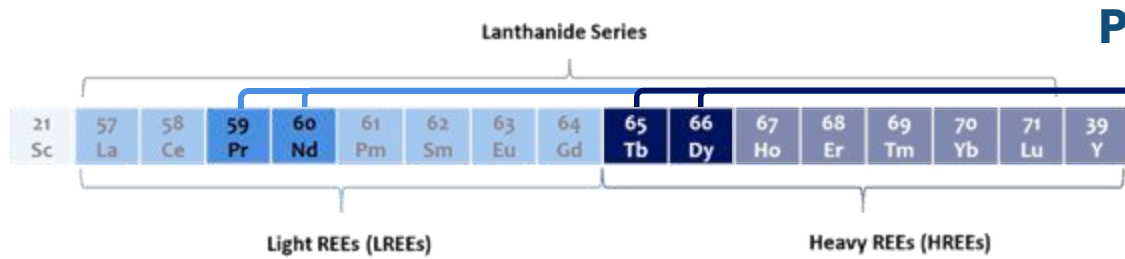 Lanthanide Series
P
21 57 58 59 60 61 62 63 64 65 66 67 68 69 70 71 39
Sc La Ce Pr Nd Pm Sm Eu Gd Tb Dy Ho Er Tm Yb Lu Y
Light REEs (LREEs) Heavy REEs (HREEs)